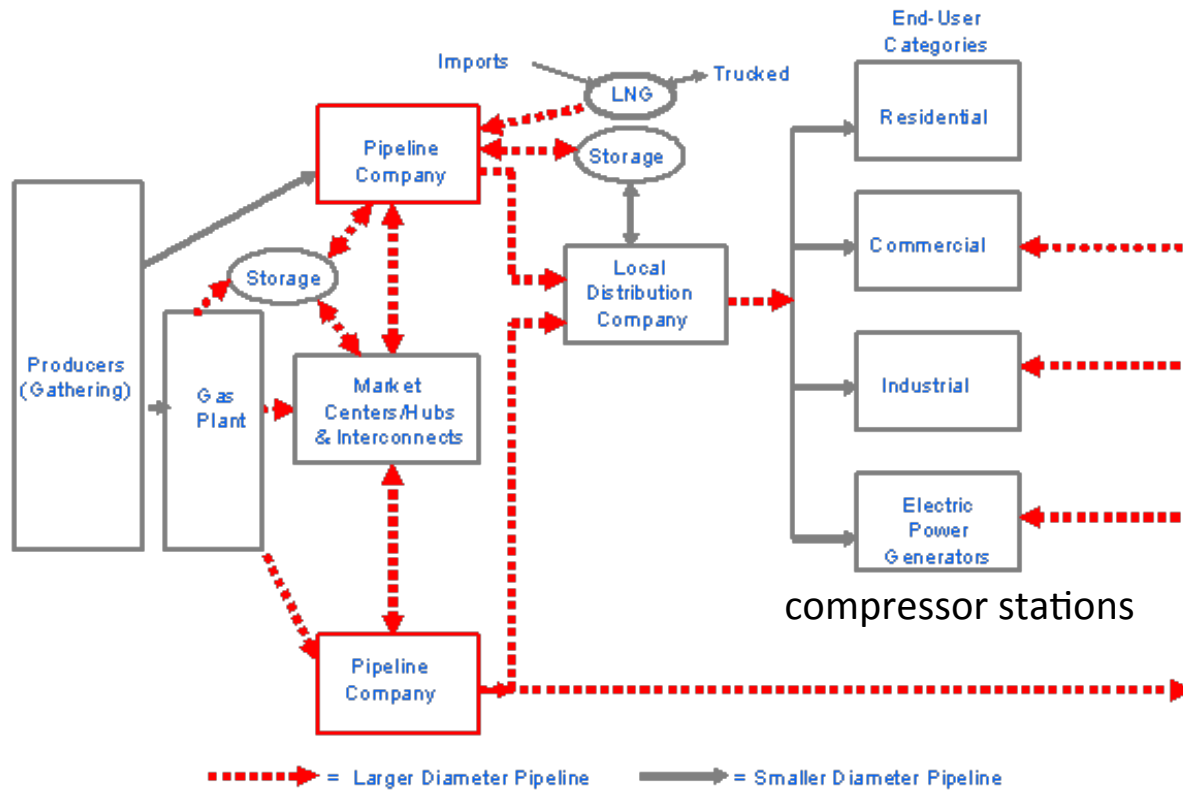 End-User
Categories
Imports
Trucked
LNG
Residential
Pipeline
Company
Storage
Commercial
Storage
Local
Distribution
Company
Producers
(Gathering)
Gas
Plant
Market
Centers/Hubs
& Interconnects
Industrial
Electric
Power
Generators
compressor stations
Pipeline
Company
= Larger Diameter Pipeline
= Smaller Diameter Pipeline